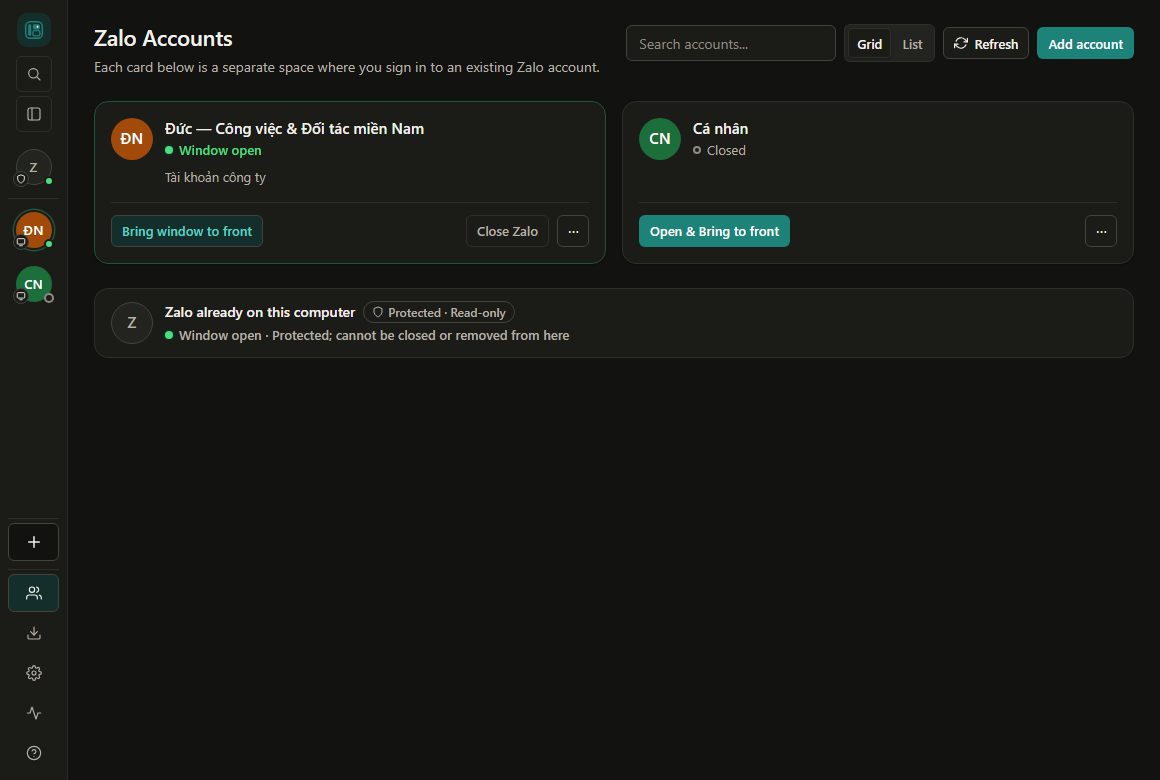 Zalo Accounts
Each card below is a separate space where you sign in to an existing Zalo account.
Search accounts...
Grid
List
Refresh
Add account
Z
ĐN
CN
ĐN
Đức — Công việc & Đối tác miền Nam
Window open
Tài khoản công ty
Bring window to front
Close Zalo
...
CN
Cá nhân
Closed
Open & Bring to front
...
Z
Zalo already on this computer
Protected · Read-only
Window open · Protected; cannot be closed or removed from here